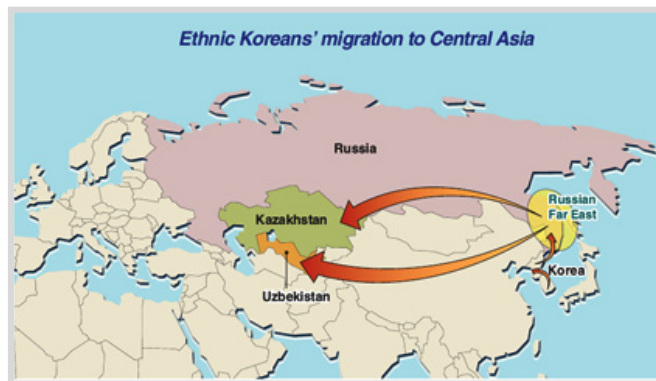 Ethnic Koreans' migration to Central Asia
Russia
Russian
Far East
Kazakhstan
Korea
Uzbekistan